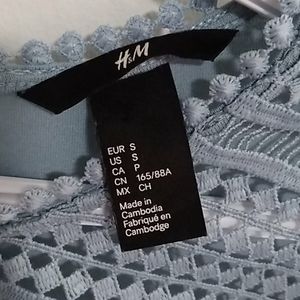 H&M
EUR S
US S
CA P
CN 165/88A
MX CH
Made in
Cambodia
Fabriqué en
Cambodge